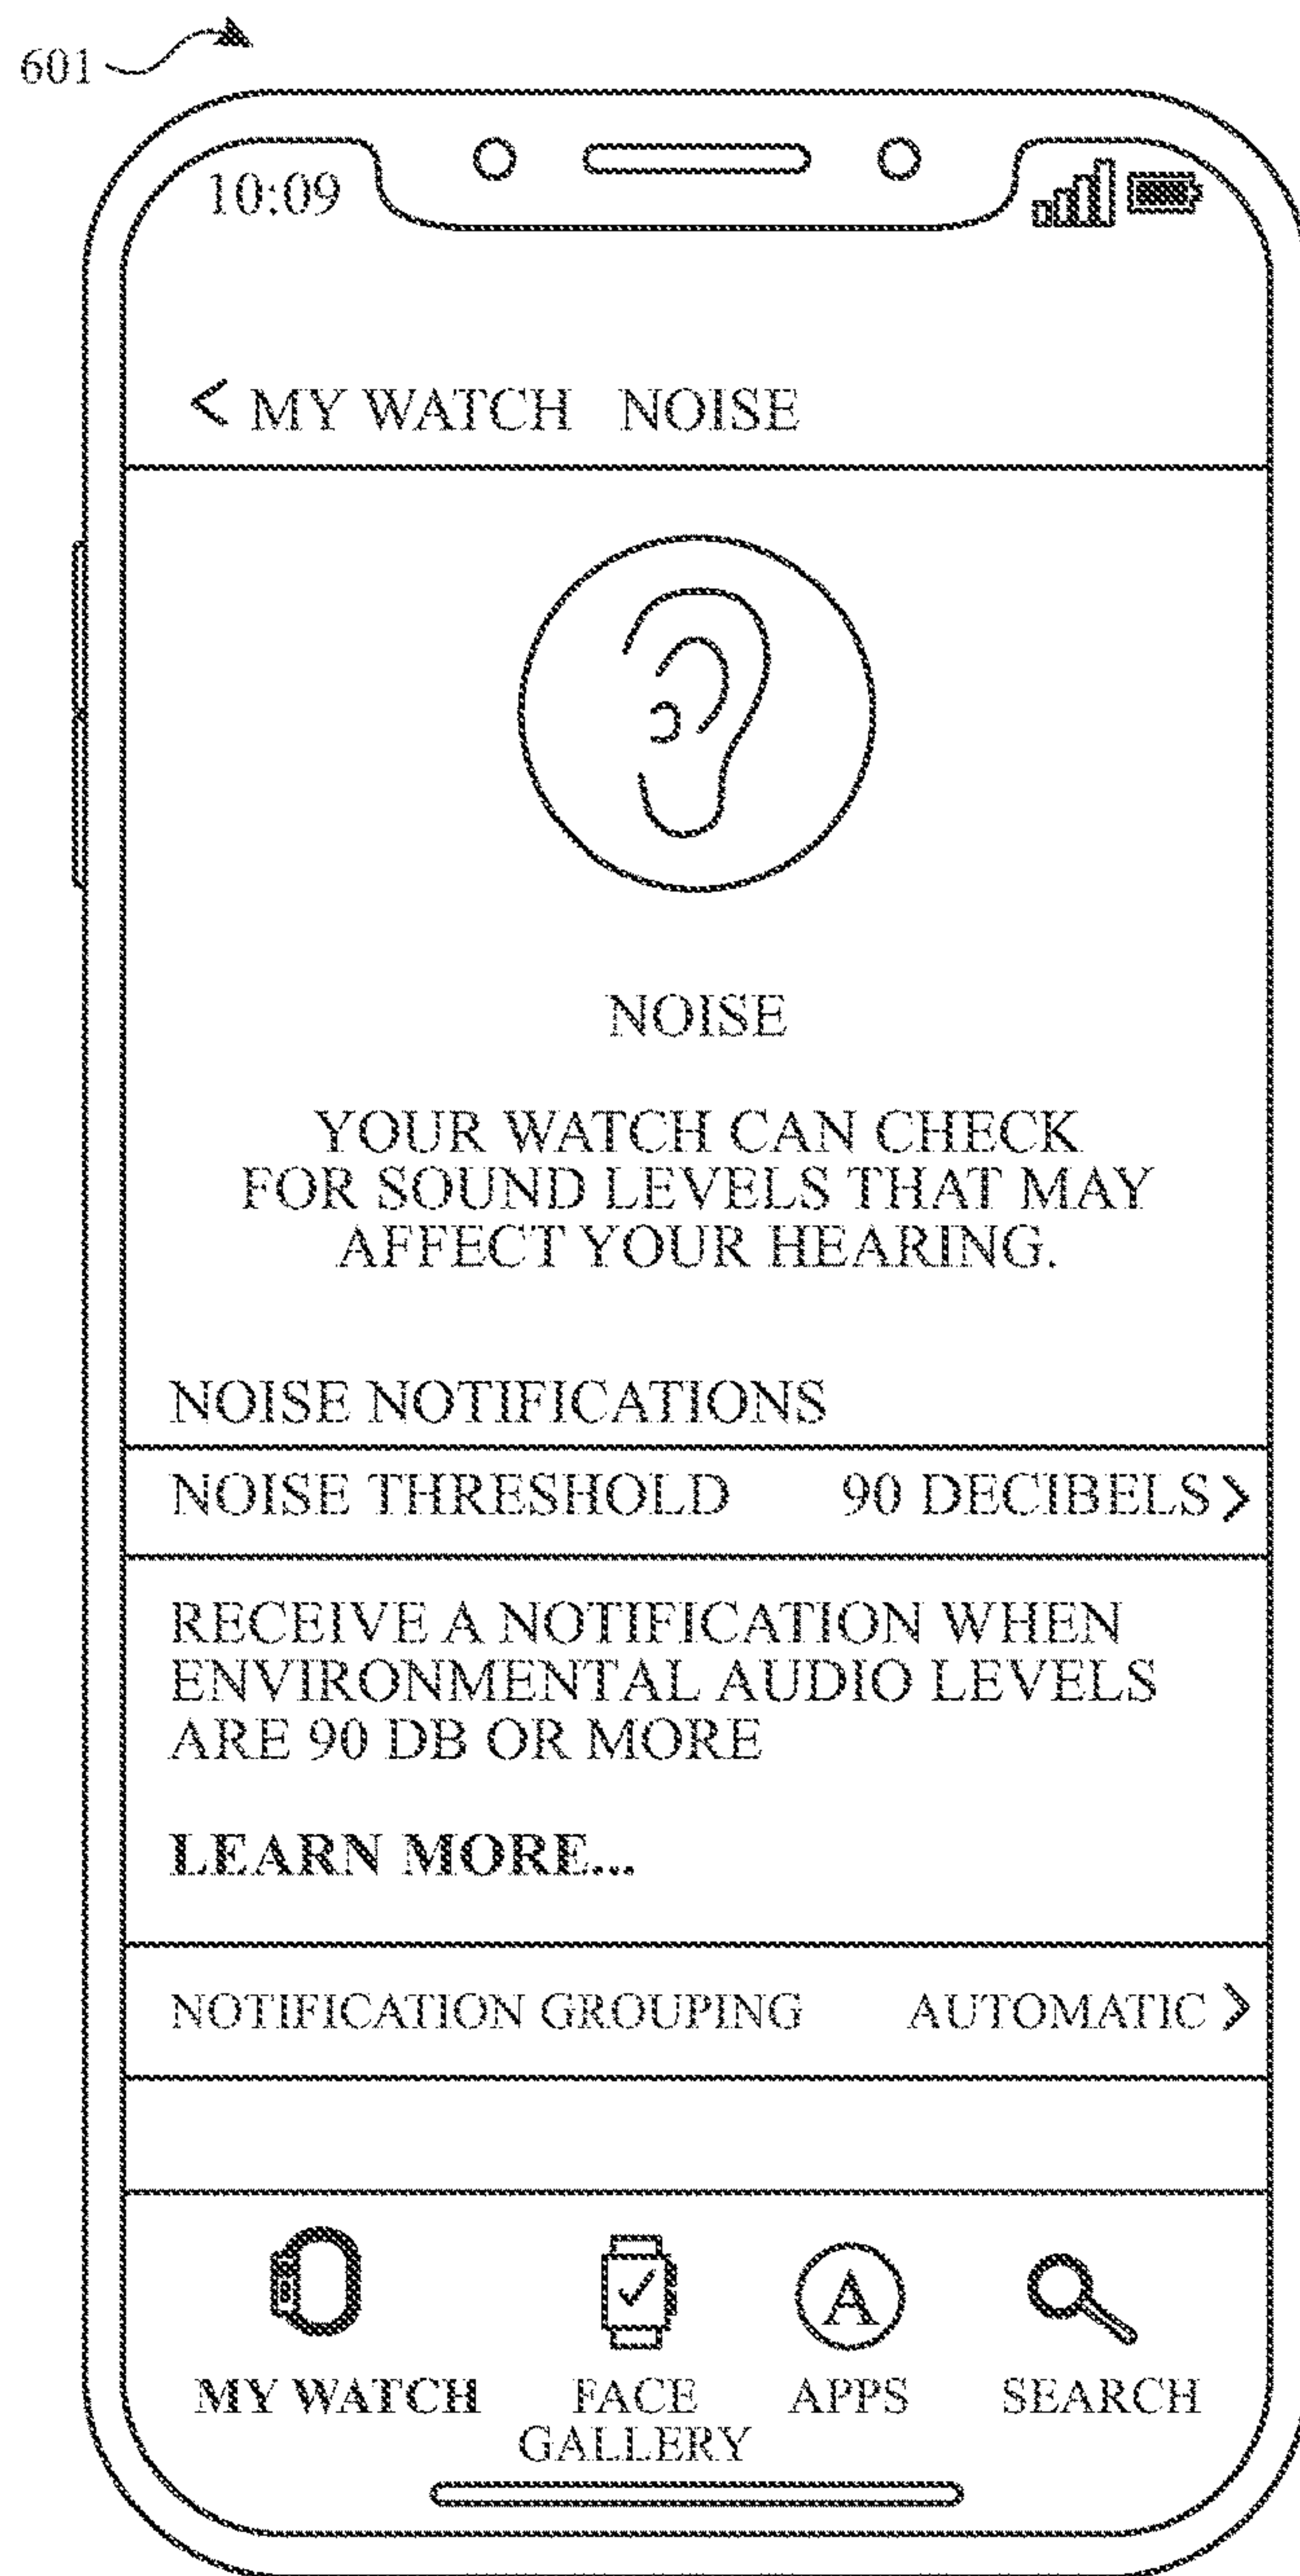 601
10:09
< MY WATCH NOISE
NOISE
YOUR WATCH CAN CHECK
FOR SOUND LEVELS THAT MAY
AFFECT YOUR HEARING.
NOISE NOTIFICATIONS
NOISE THRESHOLD 90 DECIBELS >
RECEIVE A NOTIFICATION WHEN
ENVIRONMENTAL AUDIO LEVELS
ARE 90 DB OR MORE
LEARN MORE...
NOTIFICATION GROUPING AUTOMATIC >
A
MY WATCH FACE APPS SEARCH
GALLERY